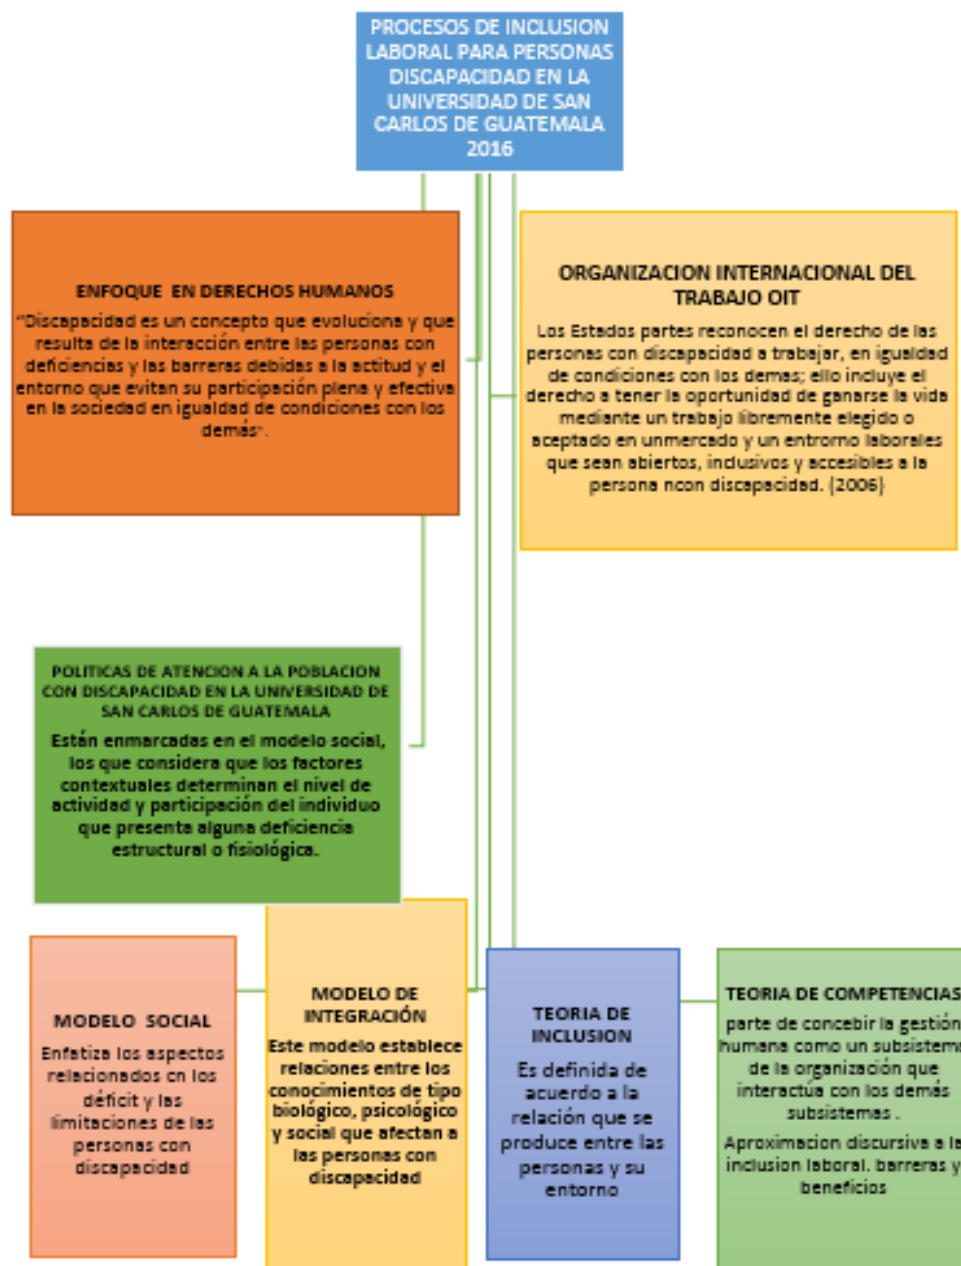 PROCESOS DE INCLUSION
LABORAL PARA PERSONAS
DISCAPACIDAD EN LA
UNIVERSIDAD DE SAN
CARLOS DE GUATEMALA
2016
ENFOQUE EN DERECHOS HUMANOS
"Discapacidad es un concepto que evoluciona y que
resulta de la interacción entre las personas con
deficiencias y las barreras debidas a la actitud y el
entorno que evitan su participación plena y efectiva
en la sociedad en igualdad de condiciones con los
demás".
ORGANIZACION INTERNACIONAL DEL
TRABAJO OIT
Los Estados partes reconocen el derecho de las
personas con discapacidad a trabajar, en igualdad
de condiciones con los demas; ello incluye el
derecho a tener la oportunidad de ganarse la vida
mediante un trabajo libremente elegido o
aceptado en unmercado y un entrorno laborales
que sean abiertos, inclusivos y accesibles a la
persona ncon discapacidad. (2006)
POLITICAS DE ATENCION A LA POBLACION
CON DISCAPACIDAD EN LA UNIVERSIDAD DE
SAN CARLOS DE GUATEMALA
Están enmarcadas en el modelo social,
los que considera que los factores
contextuales determinan el nivel de
actividad y participación del individuo
que presenta alguna deficiencia
estructural o fisiológica.
MODELO SOCIAL
Enfatiza los aspectos
relacionados cn los
déficit y las
limitaciones de las
personas con
discapacidad
MODELO DE
INTEGRACIÓN
Este modelo establece
relaciones entre los
conocimientos de tipo
biológico, psicológico
y social que afectan a
las personas con
discapacidad
TEORIA DE
INCLUSION
Es definida de
acuerdo a la
relación que se
produce entre las
personas y su
entorno
TEORIA DE COMPETENCIAS
parte de concebir la gestión
humana como un subsistema
de la organización que
interactúa con los demás
subsistemas .
Aproximacion discursiva a la
inclusion laboral. barreras y
beneficios